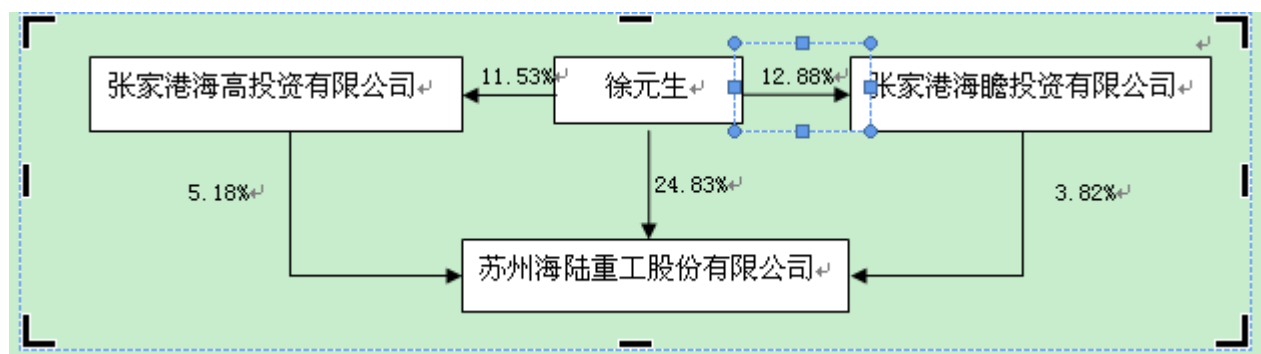 张家港海高投资有限公司
11.53%
徐元生
12.88%
张家港海瞻投资有限公司
5.18%
24.83%
3.82%
苏州海陆重工股份有限公司